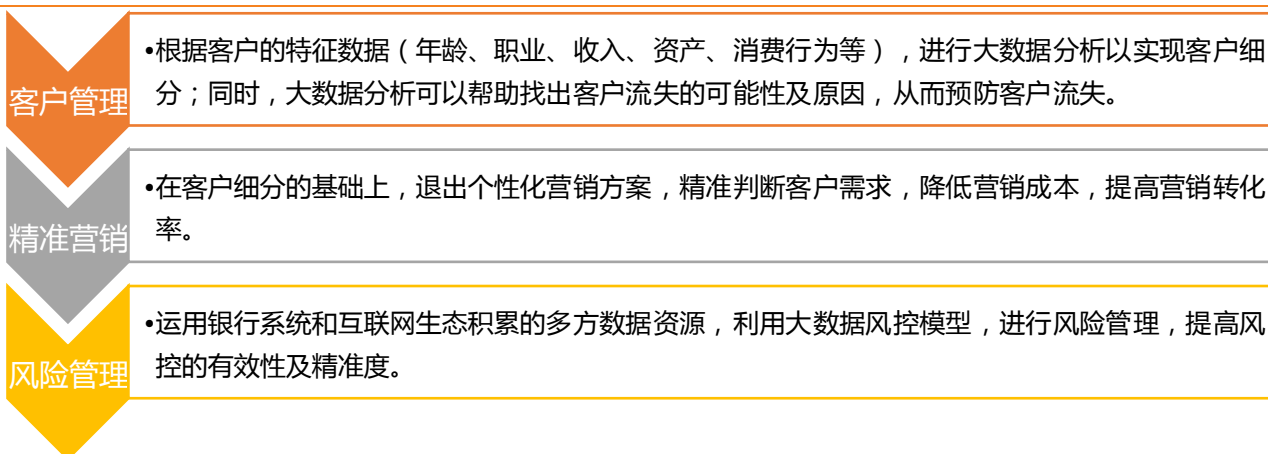 客户管理
•根据客户的特征数据（年龄、职业、收入、资产、消费行为等），进行大数据分析以实现客户细
分；同时，大数据分析可以帮助找出客户流失的可能性及原因，从而预防客户流失。
精准营销
•在客户细分的基础上，退出个性化营销方案，精准判断客户需求，降低营销成本，提高营销转化
率。
风险管理
•运用银行系统和互联网生态积累的多方数据资源，利用大数据风控模型，进行风险管理，提高风
控的有效性及精准度。